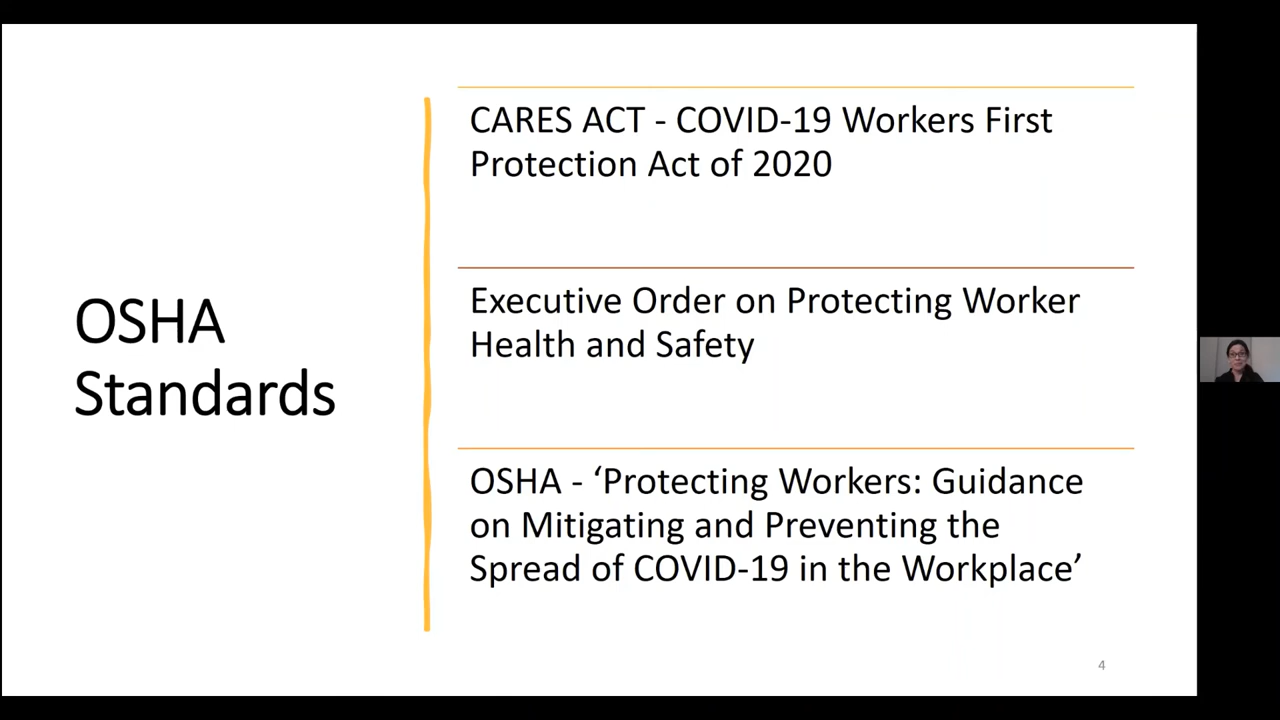 OSHA
Standards
CARES ACT - COVID-19 Workers First
Protection Act of 2020
Executive Order on Protecting Worker
Health and Safety
OSHA - ‘Protecting Workers: Guidance
on Mitigating and Preventing the
Spread of COVID-19 in the Workplace’
4